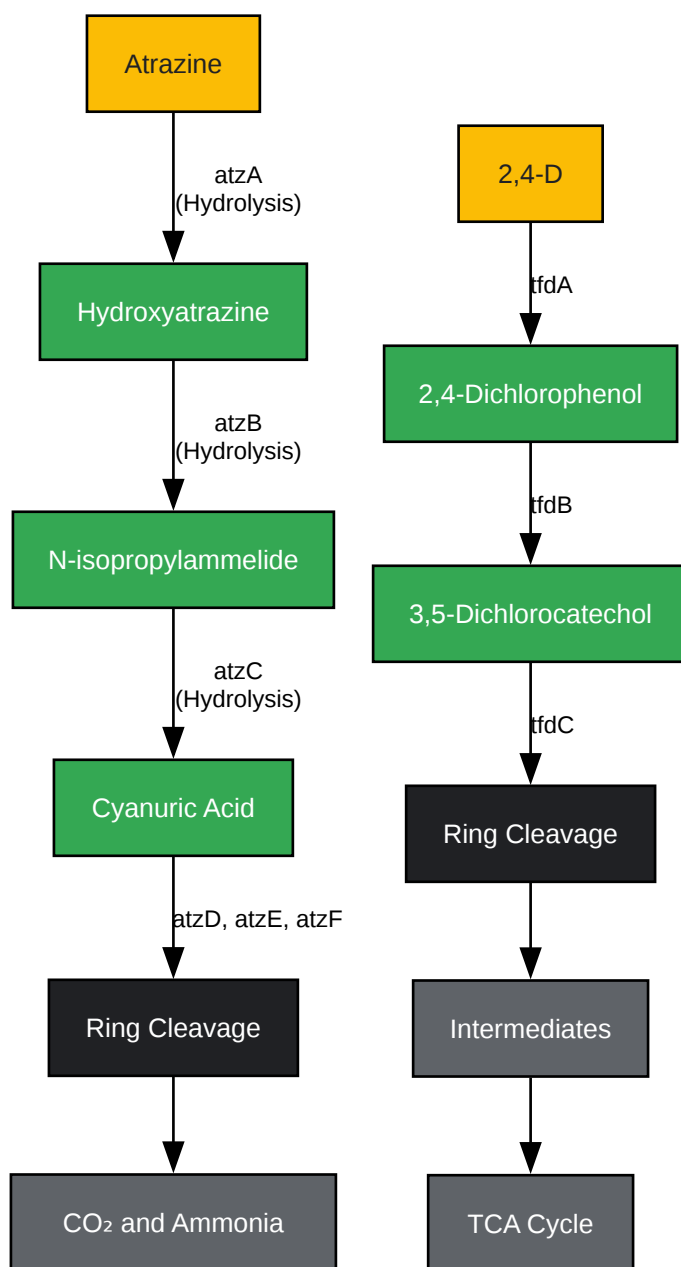 Atrazine
atzA
(Hydrolysis)
Hydroxyatrazine
atzB
(Hydrolysis)
N-isopropylammelide
atzC
(Hydrolysis)
Cyanuric Acid
atzD, atzE, atzF
Ring Cleavage
CO₂ and Ammonia
2,4-D
tfdA
2,4-Dichlorophenol
tfdB
3,5-Dichlorocatechol
tfdC
Ring Cleavage
Intermediates
TCA Cycle